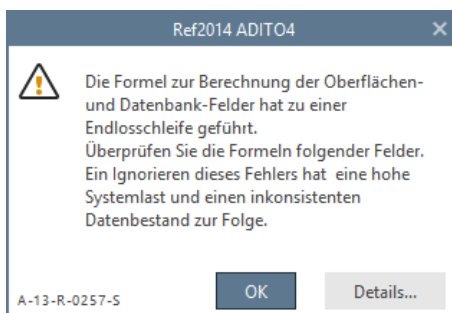 Ref2014 ADITO4
Die Formel zur Berechnung der Oberflächen-
und Datenbank-Felder hat zu einer
Endlosschleife geführt.
Überprüfen Sie die Formeln folgender Felder.
Ein Ignorieren dieses Fehlers hat  eine hohe
Systemlast und einen inkonsistenten
Datenbestand zur Folge.
A-13-R-0257-S
OK
Details...